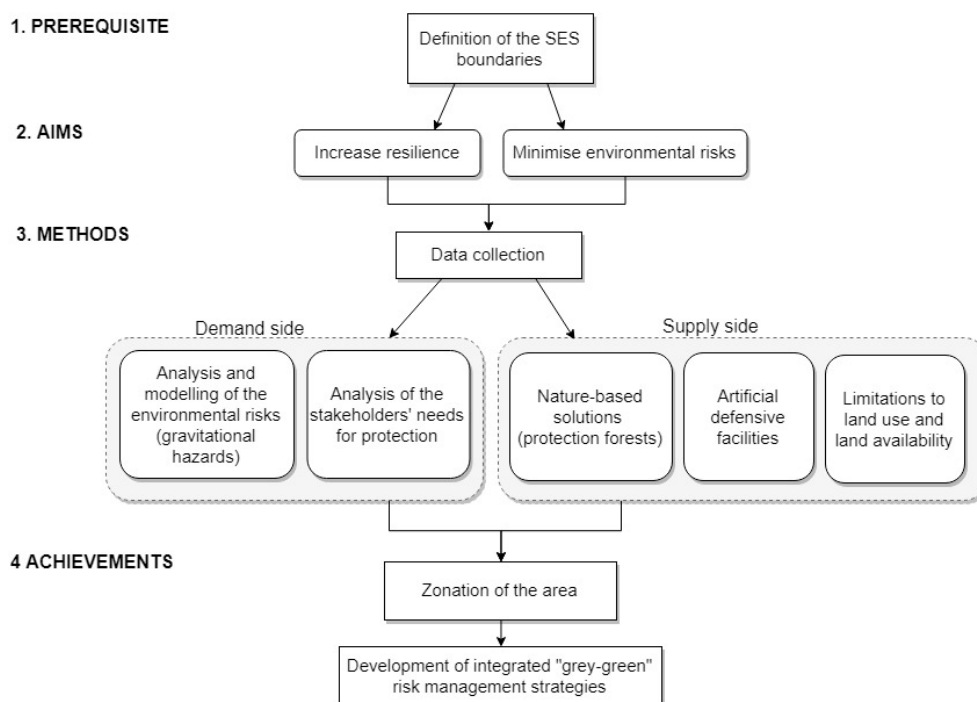 1. PREREQUISITE
Definition of the SES
boundaries
2. AIMS
Increase resilience
Minimise environmental risks
3. METHODS
Data collection
Demand side
Supply side
Analysis and
modelling of the
environmental risks
(gravitational
hazards)
Analysis of the
stakeholders' needs
for protection
Nature-based
solutions
(protection forests)
Artificial
defensive
facilities
Limitations to
land use and
land availability
4 ACHIEVEMENTS
Zonation of the area
Development of integrated "grey-green"
risk management strategies